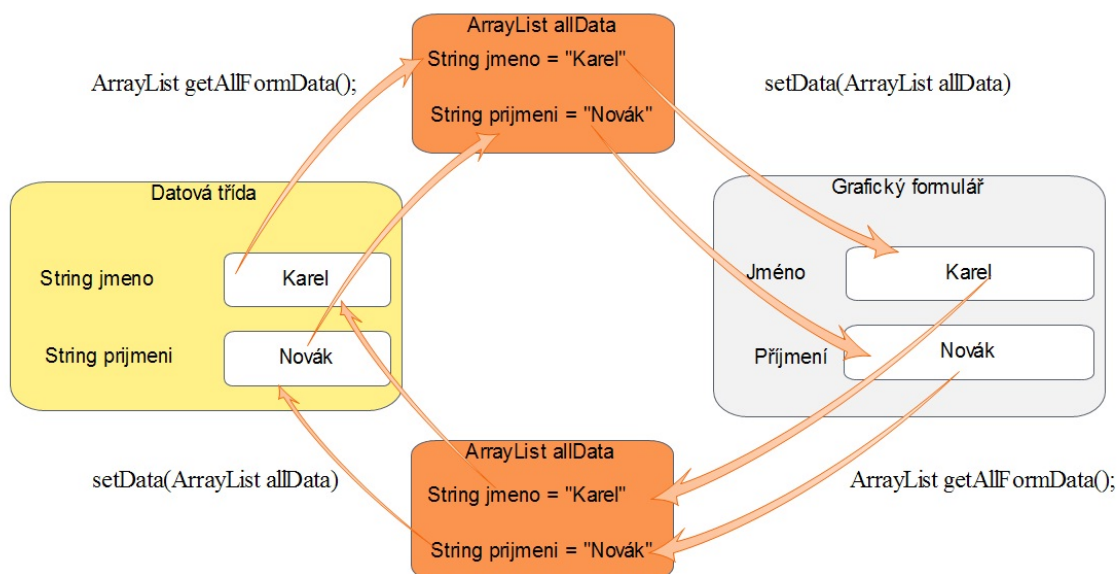 ArrayList allData
String jmeno = "Karel"
ArrayList getAllFormData();
setData(ArrayList allData)
String prijmeni = "Novák"
Datová třída
Grafický formulář
String jmeno
Karel
Jméno
Karel
String prijmeni
Novák
Příjmení
Novák
ArrayList allData
setData(ArrayList allData)
String jmeno = "Karel"
ArrayList getAllFormData();
String prijmeni = "Novák"